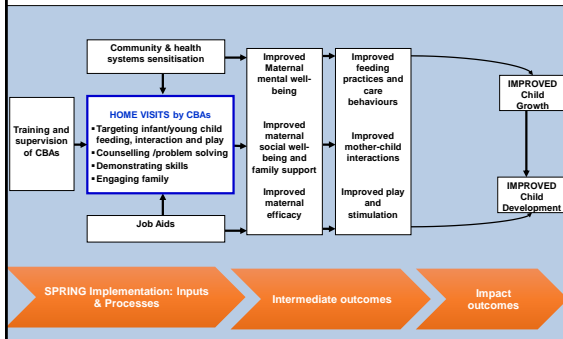 Community & health
systems sensitisation
Training and
supervision
of CBAs
HOME VISITS by CBAs
▪ Targeting infant/young child
feeding, interaction and play
▪ Counselling /problem solving
▪ Demonstrating skills
▪ Engaging family
Job Aids
Improved
Maternal
mental well-
being
Improved
maternal
social well-
being and
family support
Improved
maternal
efficacy
Improved
feeding
practices and
care
behaviours
Improved
mother-child
interactions
Improved play
and
stimulation
IMPROVED
Child
Growth
IMPROVED
Child
Development
SPRING Implementation: Inputs
& Processes
Intermediate outcomes
Impact
outcomes